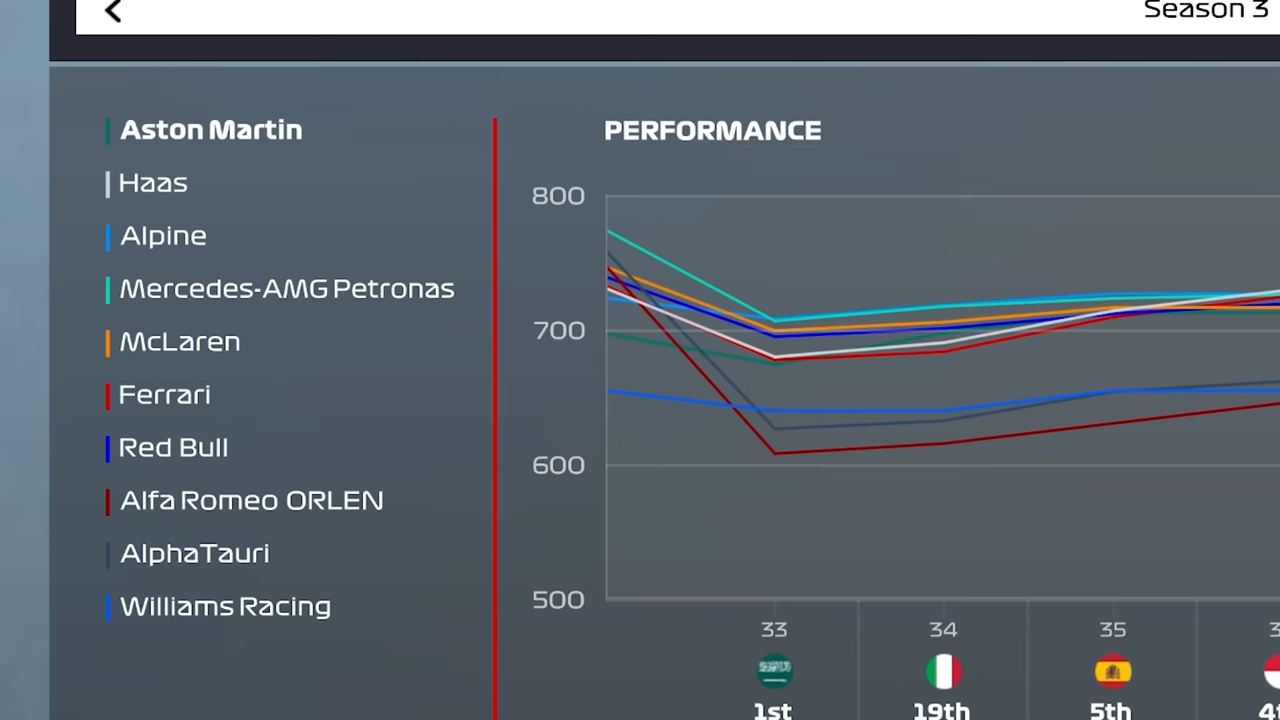 Season 3
Aston Martin
Haas
Alpine
Mercedes-AMG Petronas
McLaren
Ferrari
Red Bull
Alfa Romeo ORLEN
AlphaTauri
Williams Racing
PERFORMANCE
800
700
600
500
33 34 35
1st 19th 5th